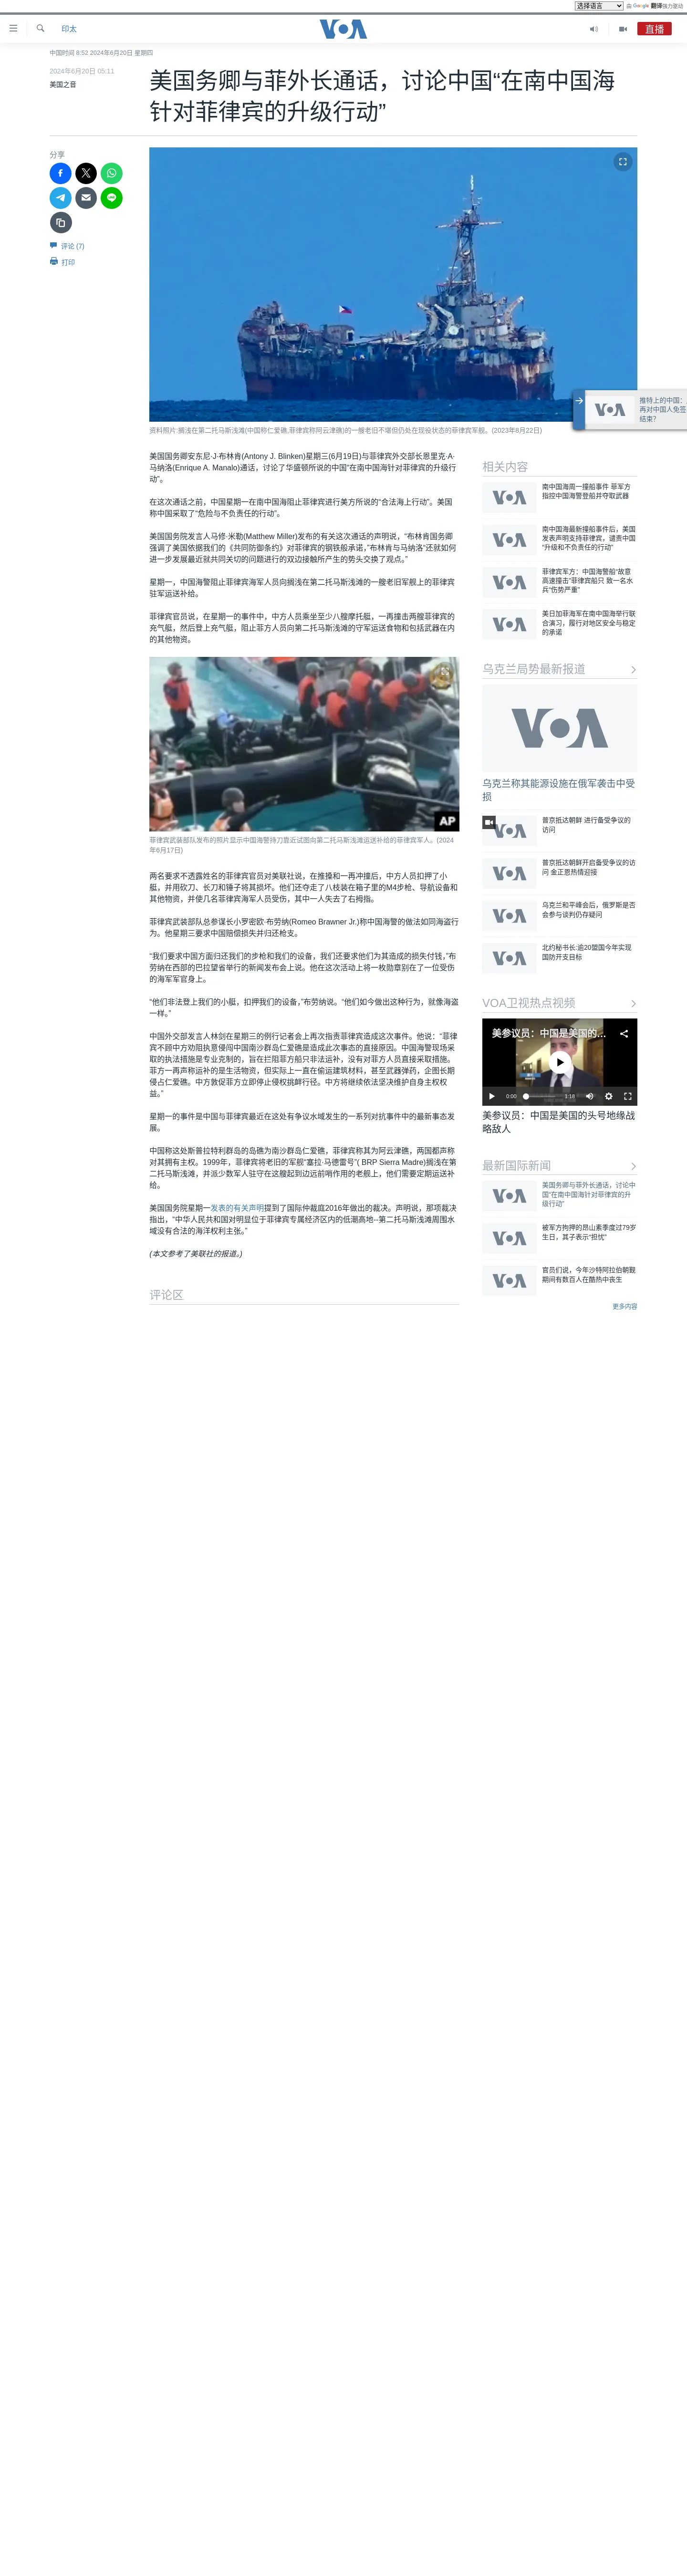 选择语言
由 Google 翻译强力驱动
印太
VOA
直播
中国时间 6:52 2024年6月20日 星期四
2024年6月20日 05:11
美国之音
美国务卿与菲外长通话，讨论中国“在南中国海
针对菲律宾的升级行动”
分享
评论 (7)
打印
资料照片:搁浅在第二托马斯浅滩(中国称仁爱礁,菲律宾称阿云津礁)的一艘老旧不堪但仍处在现役状态的菲律宾军舰。(2023年8月22日)
推特上的中国：
再对中国人免签
结束？
美国国务卿安东尼·J·布林肯(Antony J. Blinken)星期三(6月19日)与菲律宾外交部长恩里克·A·
马纳洛(Enrique A. Manalo)通话，讨论了华盛顿所说的中国“在南中国海针对菲律宾的升级行
动”。
在这次通话之前，中国星期一在南中国海阻止菲律宾进行美方所说的“合法海上行动”。美国
称中国采取了“危险与不负责任的行动”。
美国国务院发言人马修·米勒(Matthew Miller)发布的有关这次通话的声明说，“布林肯国务卿
强调了美国依据我们的《共同防御条约》对菲律宾的钢铁般承诺，”布林肯与马纳洛“还就如何
进一步发展最近就共同关切的问题进行的双边接触所产生的势头交换了观点。”
星期一，中国海警阻止菲律宾海军人员向搁浅在第二托马斯浅滩的一艘老旧军舰上的菲律宾
驻军运送补给。
菲律宾官员说，在星期一的事件中，中方人员乘坐至少八艘摩托艇，一再撞击两艘菲律宾的
充气艇，然后登上充气艇，阻止菲方人员向第二托马斯浅滩的守军运送食物和包括武器在内
的其他物资。
AP
菲律宾武装部队发布的照片显示中国海警持刀靠近试图向第二托马斯浅滩运送补给的菲律宾军人。(2024
年6月17日)
两名要求不透露姓名的菲律宾官员对美联社说，在推搡和一再冲撞后，中方人员扣押了小
艇，并用砍刀、长刀和锤子将其损坏。他们还夺走了八枝装在箱子里的M4步枪、导航设备和
其他物资，并使几名菲律宾海军人员受伤，其中一人失去了右拇指。
菲律宾武装部队总参谋长小罗密欧·布劳纳(Romeo Brawner Jr.)称中国海警的做法如同海盗行
为。他星期三要求中国赔偿损失并归还枪支。
“我们要求中国方面归还我们的步枪和我们的设备，我们还要求他们为其造成的损失付钱，”布
劳纳在西部的巴拉望省举行的新闻发布会上说。他在这次活动上将一枚勋章别在了一位受伤
的海军军官身上。
“他们非法登上我们的小艇，扣押我们的设备，”布劳纳说。“他们如今做出这种行为，就像海盗
一样。”
中国外交部发言人林剑在星期三的例行记者会上再次指责菲律宾造成这次事件。他说：“菲律
宾不顾中方劝阻执意侵闯中国南沙群岛仁爱礁是造成此次事态的直接原因。中国海警现场采
取的执法措施是专业克制的，旨在拦阻菲方船只非法运补，没有对菲方人员直接采取措施。
菲方一再声称运补的是生活物资，但实际上一直在偷运建筑材料，甚至武器弹药，企图长期
侵占仁爱礁。中方敦促菲方立即停止侵权挑衅行径。中方将继续依法坚决维护自身主权权
益。”
星期一的事件是中国与菲律宾最近在这处有争议水域发生的一系列对抗事件中的最新事态发
展。
中国称这处斯普拉特利群岛的岛礁为南沙群岛仁爱礁，菲律宾称其为阿云津礁，两国都声称
对其拥有主权。1999年，菲律宾将老旧的军舰“塞拉·马德雷号”( BRP Sierra Madre)搁浅在第
二托马斯浅滩，并派少数军人驻守在这艘起到边远前哨作用的老舰上，他们需要定期运送补
给。
美国国务院星期一发表的有关声明提到了国际仲裁庭2016年做出的裁决。声明说，那项裁决
指出，“中华人民共和国对明显位于菲律宾专属经济区内的低潮高地--第二托马斯浅滩周围水
域没有合法的海洋权利主张。”
(本文参考了美联社的报道。)
评论区
相关内容
南中国海周一撞船事件 菲军方
指控中国海警登船并夺取武器
南中国海最新撞船事件后，美国
发表声明支持菲律宾，谴责中国
“升级和不负责任的行动”
菲律宾军方：中国海警船“故意
高速撞击”菲律宾船只 致一名水
兵“伤势严重”
美日加菲海军在南中国海举行联
合演习，履行对地区安全与稳定
的承诺
乌克兰局势最新报道
VOA
乌克兰称其能源设施在俄军袭击中受
损
普京抵达朝鲜 进行备受争议的
访问
普京抵达朝鲜开启备受争议的访
问 金正恩热情迎接
乌克兰和平峰会后，俄罗斯是否
会参与谈判仍存疑问
北约秘书长:逾20盟国今年实现
国防开支目标
VOA卫视热点视频
美参议员：中国是美国的…
0:00
1:18
美参议员：中国是美国的头号地缘战
略敌人
最新国际新闻
美国务卿与菲外长通话，讨论中
国“在南中国海针对菲律宾的升
级行动”
被军方拘押的昂山素季度过79岁
生日，其子表示“担忧”
官员们说，今年沙特阿拉伯朝觐
期间有数百人在酷热中丧生
更多内容